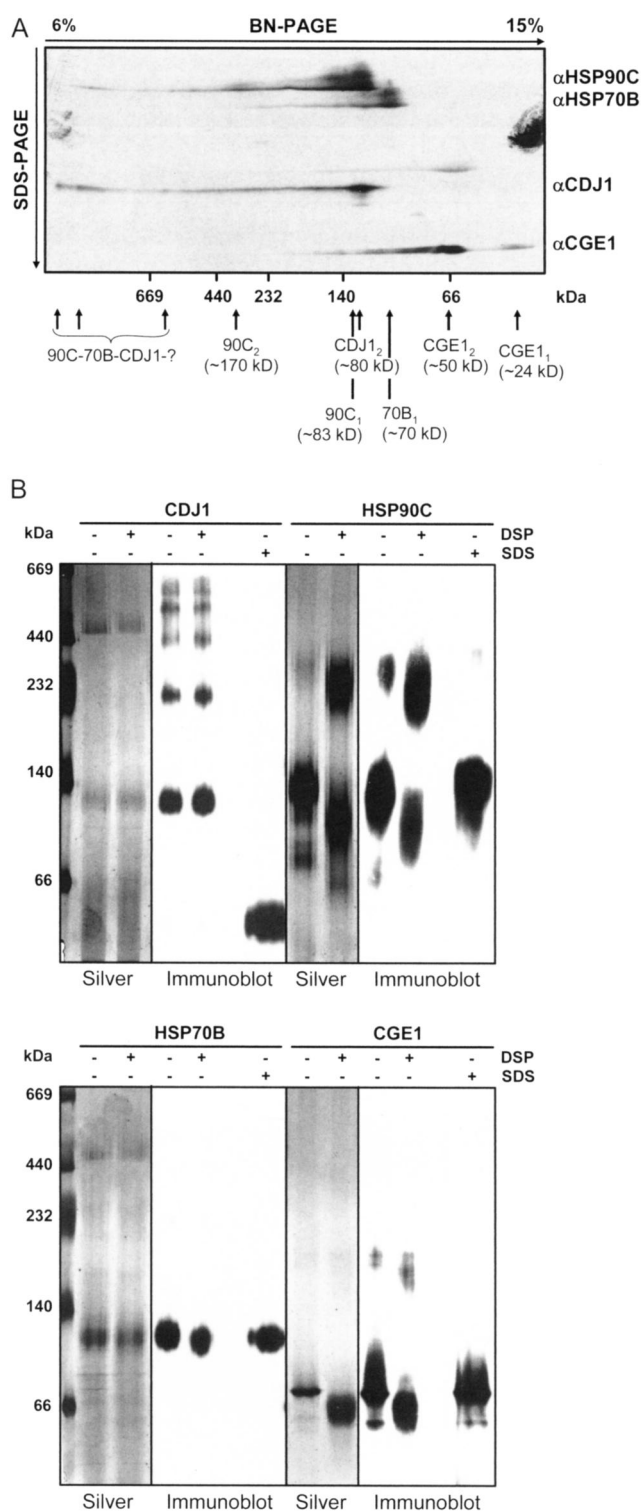 A
6% BN-PAGE 15%
SDS-PAGE
αHSP90C
αHSP70B
αCDJ1
αCGE1
669 440 232 140 66 kDa
90C-70B-CDJ1-? 90C₂ CDJ1₂ CGE1₂ CGE1₁
(~170 kD) (~80 kD) (~50 kD) (~24 kD)
90C₁ 70B₁
(~83 kD) (~70 kD)
B
CDJ1 HSP90C
kDa - + - + - + - + DSP
- - - - + - - - - + SDS
669
440
232
140
66
Silver Immunoblot Silver Immunoblot
HSP70B CGE1
kDa - + - + - + - + DSP
- - - - + - - - - + SDS
669
440
232
140
66
Silver Immunoblot Silver Immunoblot